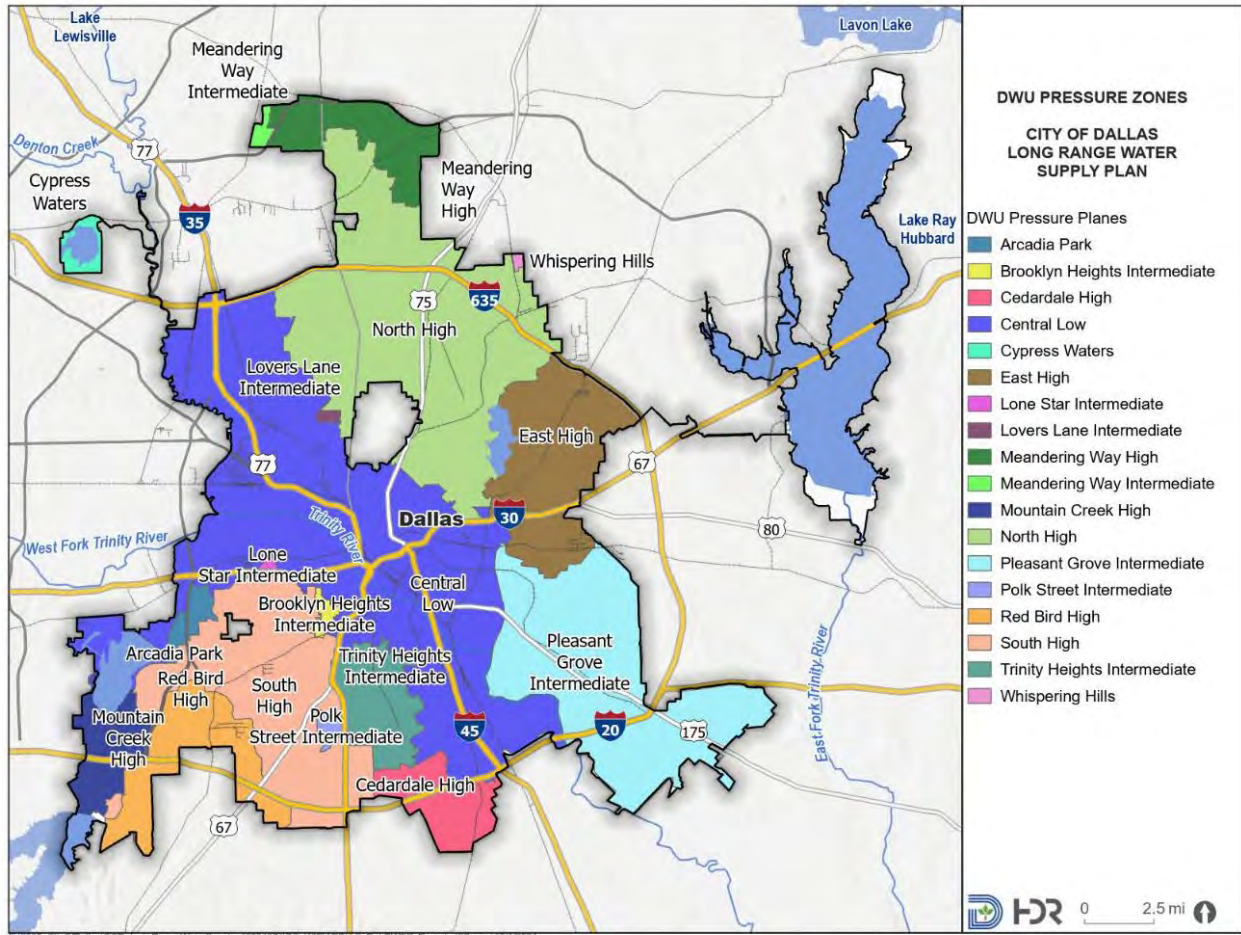 Lake
Lewisville
Lavon Lake
Meandering
Way
Intermediate
Denton Creek
77
Cypress
Waters
35
Meandering
Way
High
Lake Ray
Hubbard
Whispering Hills
75
635
North High
Lovers Lane
Intermediate
East High
77
67
Trinity River
Dallas
30
80
West Fork Trinity River
Lone
Star Intermediate
Central
Low
Brooklyn Heights
Intermediate
Arcadia Park
Trinity Heights
Intermediate
Pleasant
Grove
Intermediate
Red Bird
High
South
High
Mountain
Creek
High
Polk
Street Intermediate
East Fork Trinity River
45
20
175
Cedardale High
67
DWU PRESSURE ZONES
CITY OF DALLAS
LONG RANGE WATER
SUPPLY PLAN
DWU Pressure Planes
Arcadia Park
Brooklyn Heights Intermediate
Cedardale High
Central Low
Cypress Waters
East High
Lone Star Intermediate
Lovers Lane Intermediate
Meandering Way High
Meandering Way Intermediate
Mountain Creek High
North High
Pleasant Grove Intermediate
Polk Street Intermediate
Red Bird High
South High
Trinity Heights Intermediate
Whispering Hills
HDR
0 2.5 mi